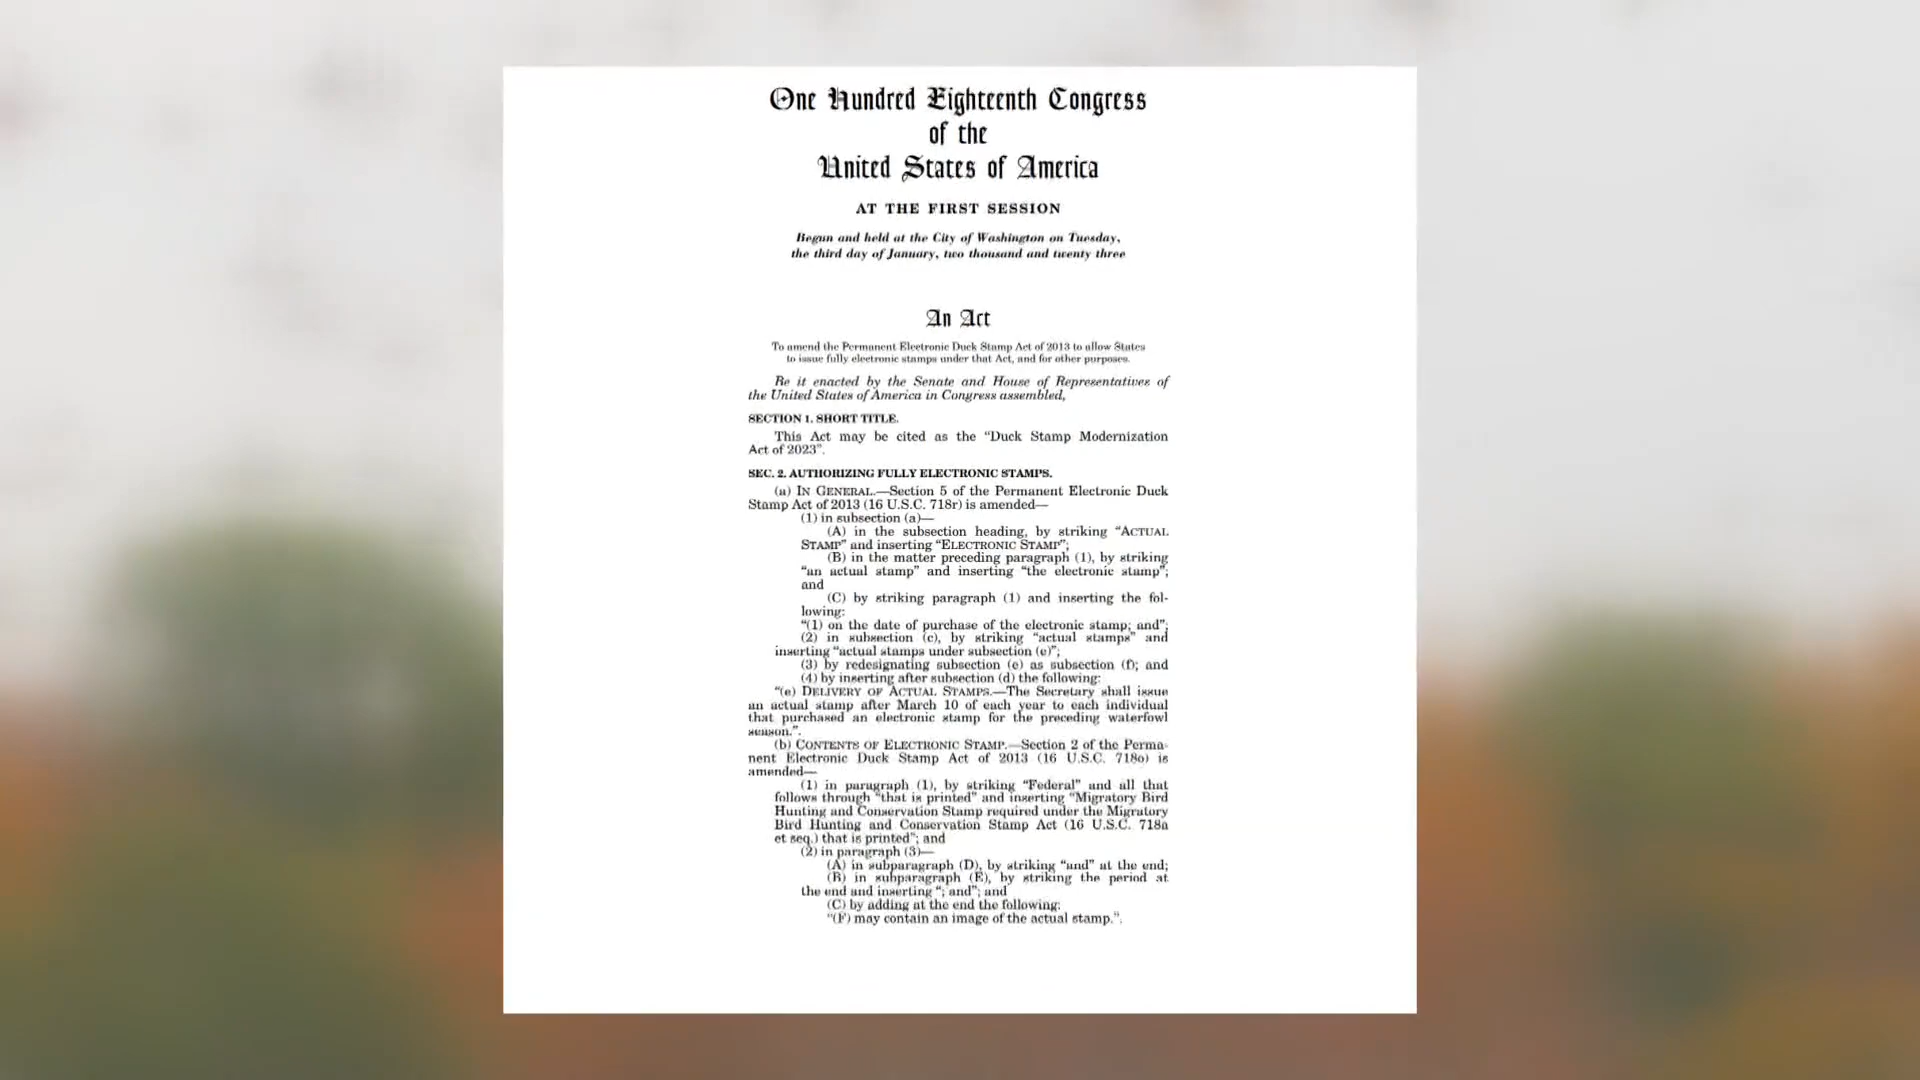 One Hundred Eighteenth Congress
of the
United States of America
AT THE FIRST SESSION
Begun and held at the City of Washington on Tuesday,
the third day of January, two thousand and twenty three
An Act
To amend the Permanent Electronic Duck Stamp Act of 2013 to allow States
to issue fully electronic stamps under that Act, and for other purposes.
Be it enacted by the Senate and House of Representatives of
the United States of America in Congress assembled,
SECTION 1. SHORT TITLE.
This Act may be cited as the “Duck Stamp Modernization
Act of 2023”.
SEC. 2. AUTHORIZING FULLY ELECTRONIC STAMPS.
(a) IN GENERAL.—Section 5 of the Permanent Electronic Duck
Stamp Act of 2013 (16 U.S.C. 718r) is amended—
(1) in subsection (a)—
(A) in the subsection heading, by striking “ACTUAL
STAMP” and inserting “ELECTRONIC STAMP”;
(B) in the matter preceding paragraph (1), by striking
“an actual stamp” and inserting “the electronic stamp”;
and
(C) by striking paragraph (1) and inserting the fol-
lowing:
“(1) on the date of purchase of the electronic stamp; and”;
(2) in subsection (c), by striking “actual stamps” and
inserting “actual stamps under subsection (e)”;
(3) by redesignating subsection (e) as subsection (f); and
(4) by inserting after subsection (d) the following:
“(e) DELIVERY OF ACTUAL STAMPS.—The Secretary shall issue
an actual stamp after March 10 of each year to each individual
that purchased an electronic stamp for the preceding waterfowl
season.”.
(b) CONTENTS OF ELECTRONIC STAMP.—Section 2 of the Perma-
nent Electronic Duck Stamp Act of 2013 (16 U.S.C. 718o) is
amended—
(1) in paragraph (1), by striking “Federal” and all that
follows through “that is printed” and inserting “Migratory Bird
Hunting and Conservation Stamp required under the Migratory
Bird Hunting and Conservation Stamp Act (16 U.S.C. 718a
et seq.) that is printed”; and
(2) in paragraph (3)—
(A) in subparagraph (D), by striking “and” at the end;
(B) in subparagraph (E), by striking the period at
the end and inserting “; and”; and
(C) by adding at the end the following:
“(F) may contain an image of the actual stamp.”.